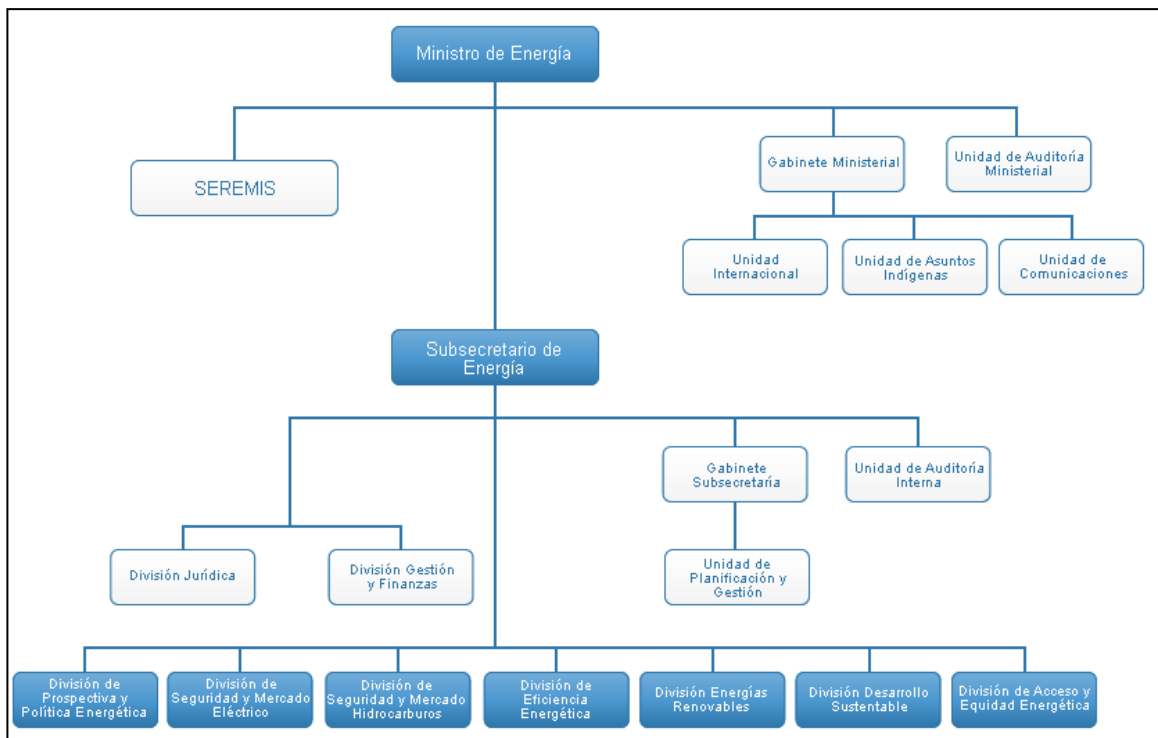 Ministro de Energía
SEREMIS
Gabinete Ministerial
Unidad de Auditoría
Ministerial
Unidad
Internacional
Unidad de Asuntos
Indígenas
Unidad de
Comunicaciones
Subsecretario de
Energía
Gabinete
Subsecretaría
Unidad de Auditoría
Interna
División Jurídica
División Gestión
y Finanzas
Unidad de
Planificación y
Gestión
División de
Prospectiva y
Política Energética
División de
Seguridad y Mercado
Eléctrico
División de
Seguridad y Mercado
Hidrocarburos
División de
Eficiencia
Energética
División Energías
Renovables
División Desarrollo
Sustentable
División de Acceso y
Equidad Energética